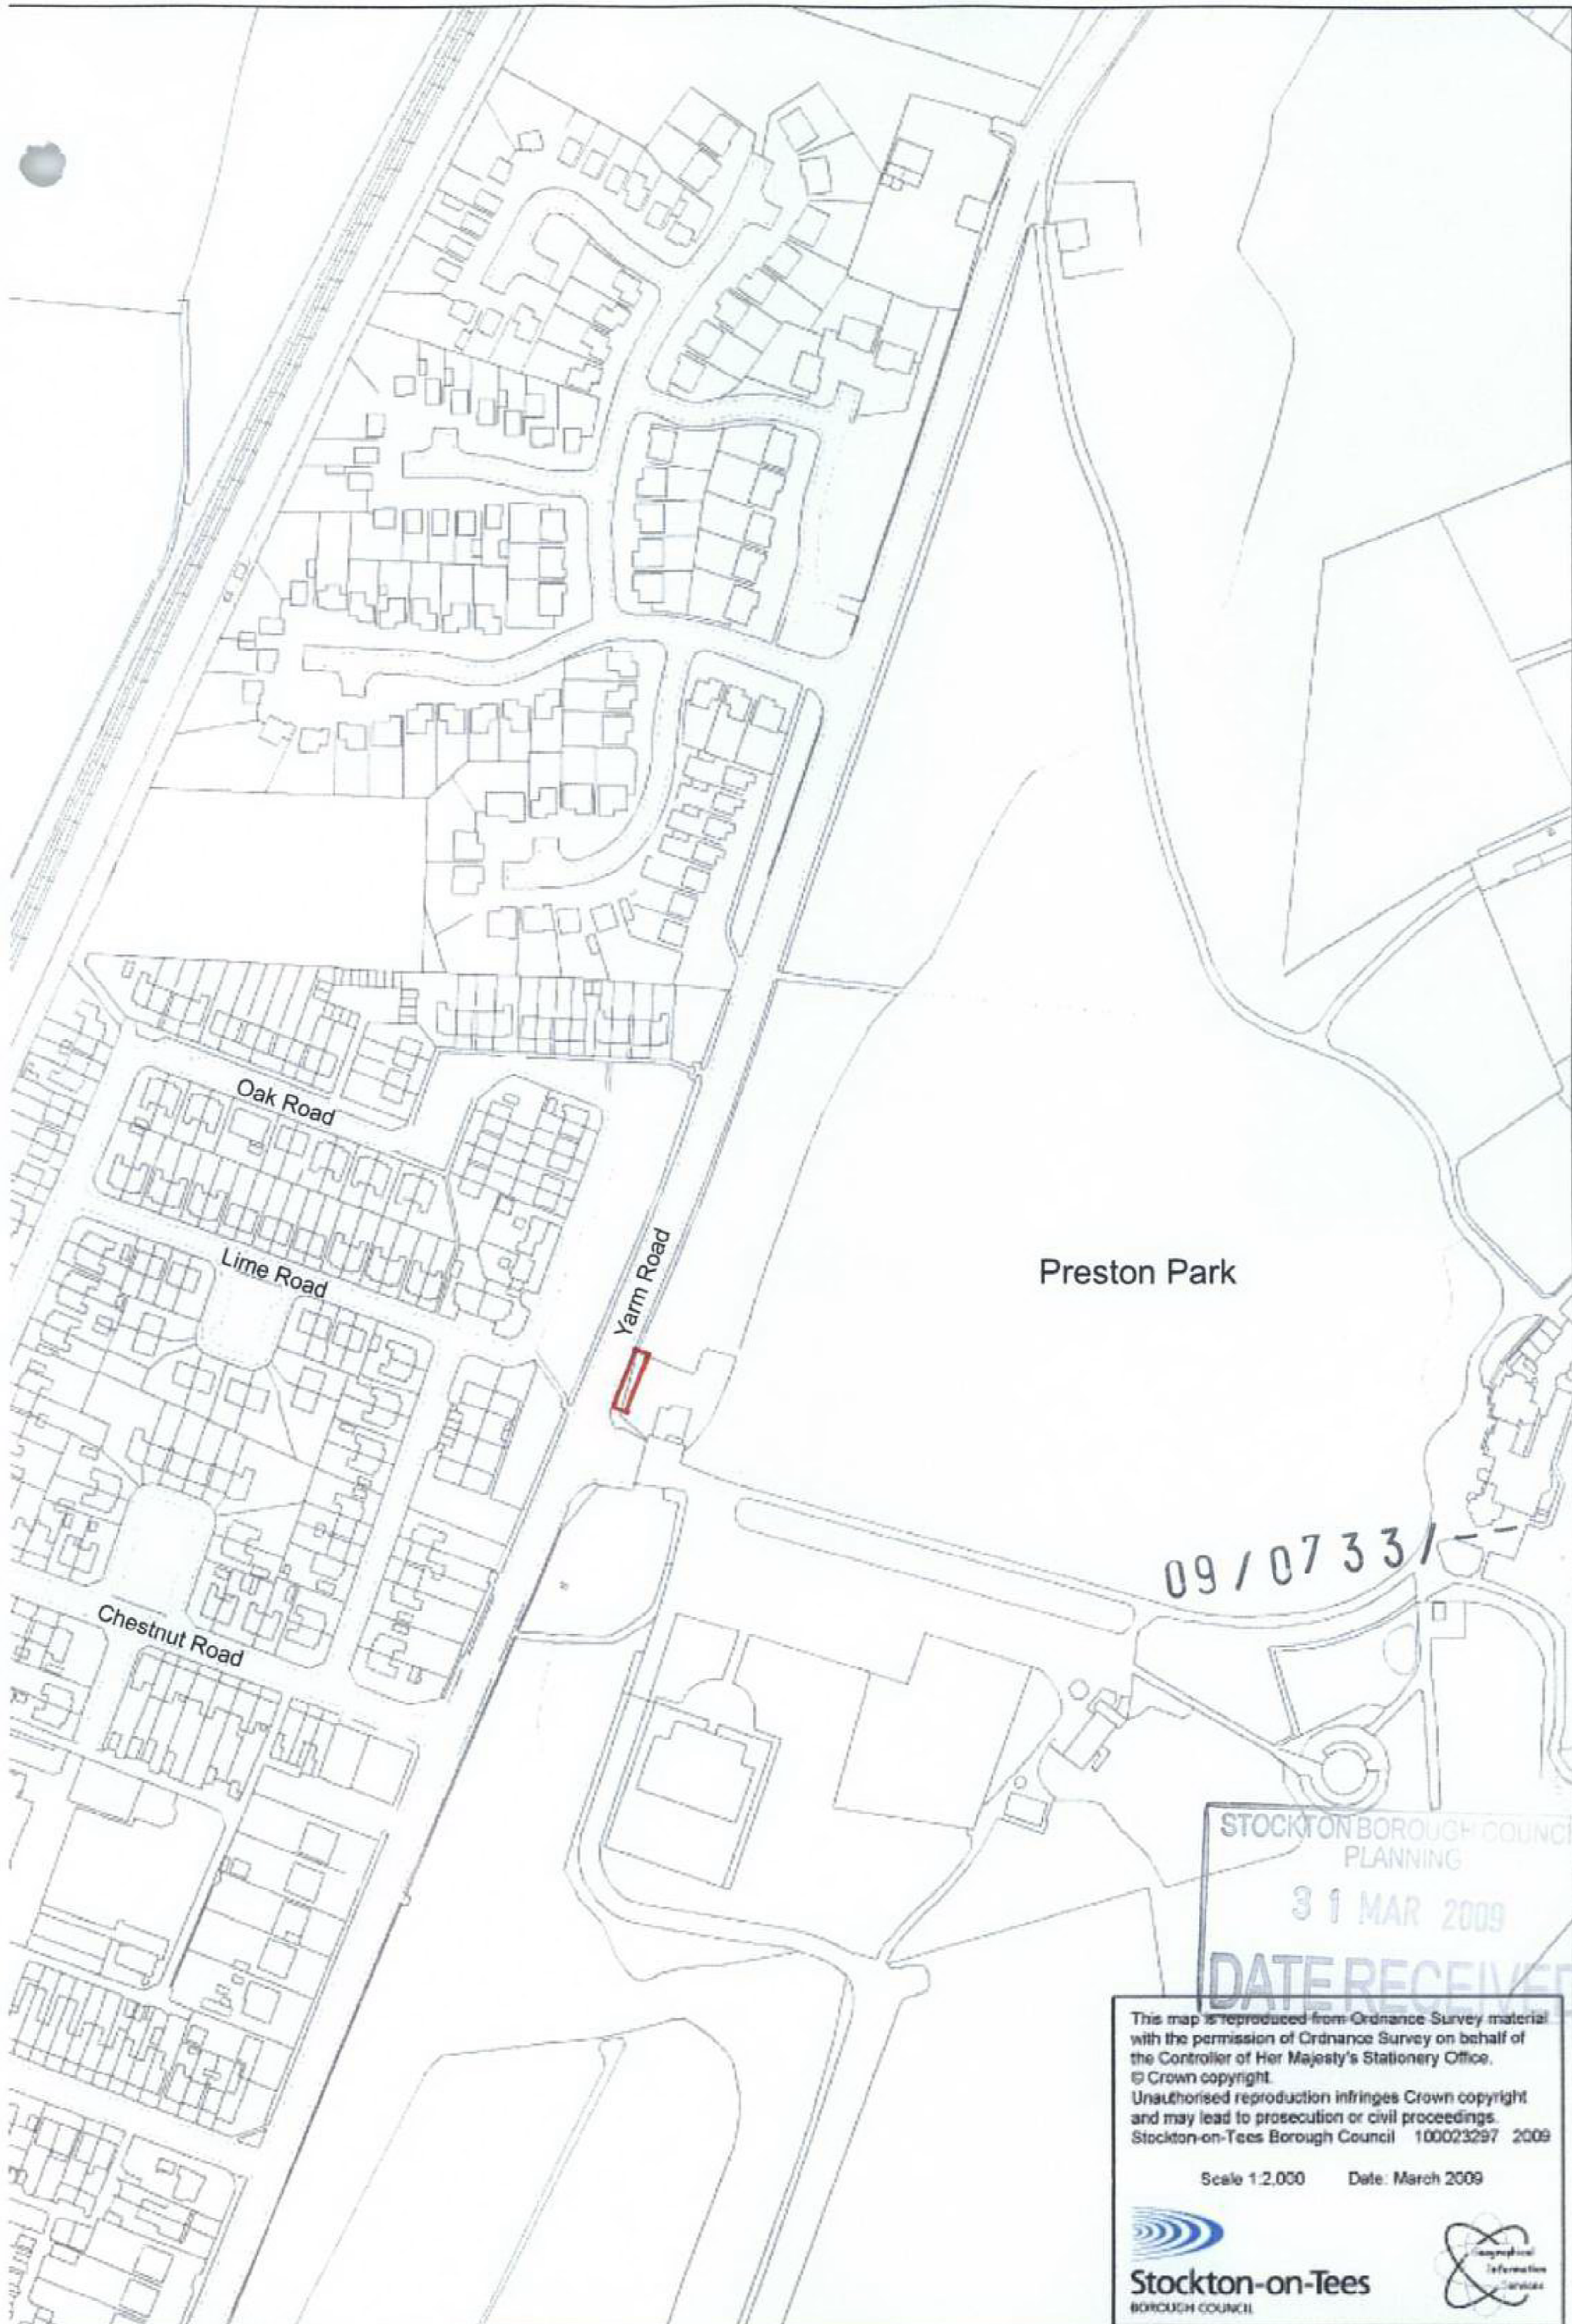 Oak Road
Lime Road
Yarm Road
Preston Park
09/0733/--
Chestnut Road
STOCKTON BOROUGH COUNCI
PLANNING
31 MAR 2009
DATE RECEIVED
This map is reproduced from Ordnance Survey material
with the permission of Ordnance Survey on behalf of
the Controller of Her Majesty's Stationery Office.
© Crown copyright.
Unauthorised reproduction infringes Crown copyright
and may lead to prosecution or civil proceedings.
Stockton-on-Tees Borough Council 100023297 2009
Scale 1:2,000 Date: March 2009
Stockton-on-Tees
BOROUGH COUNCIL
Geographical
Information
Services